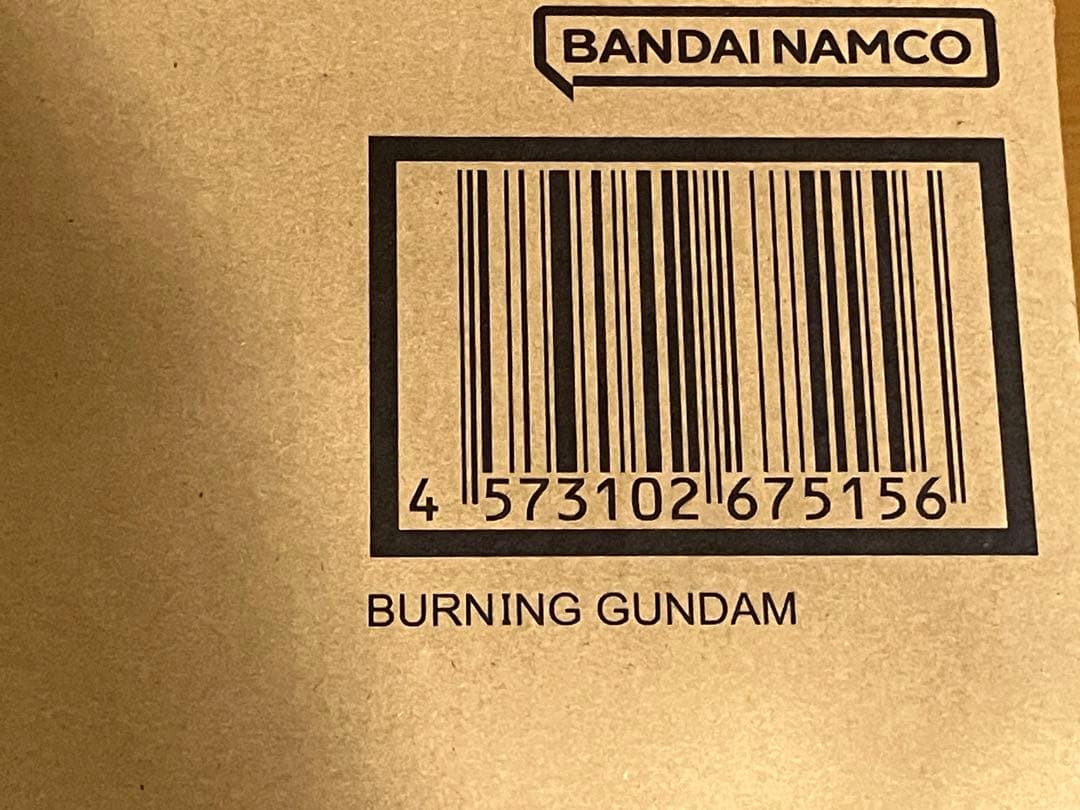 BANDAI NAMCO
4 573102 675156
BURNING GUNDAM